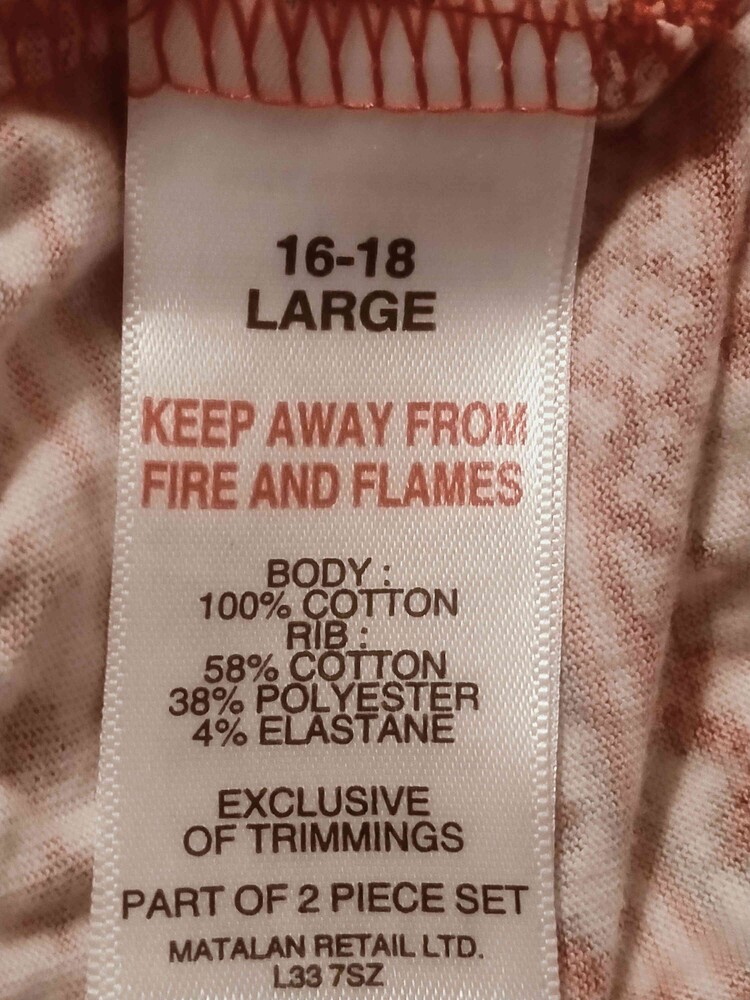 16-18
LARGE
KEEP AWAY FROM
FIRE AND FLAMES
BODY :
100% COTTON
RIB :
58% COTTON
38% POLYESTER
4% ELASTANE
EXCLUSIVE
OF TRIMMINGS
PART OF 2 PIECE SET
MATALAN RETAIL LTD.
L33 7SZ